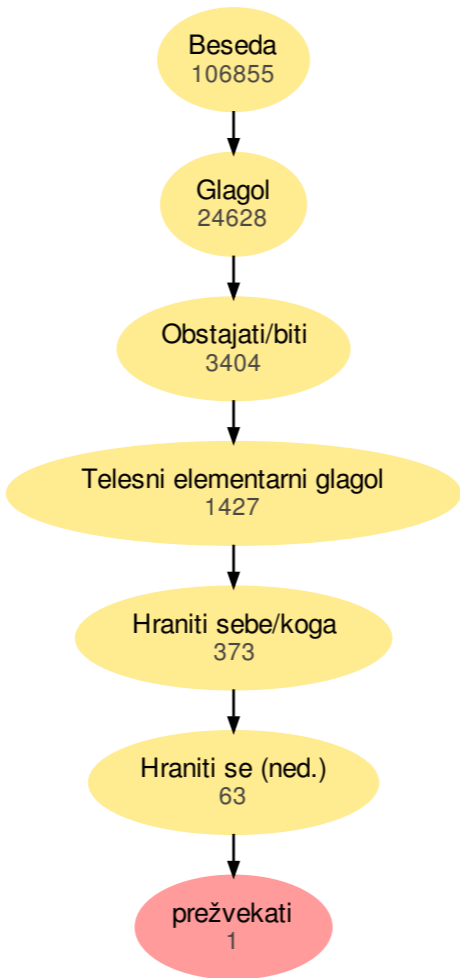 Beseda
106855
Glagol
24628
Obstajati/biti
3404
Telesni elementarni glagol
1427
Hraniti sebe/koga
373
Hraniti se (ned.)
63
prežvekati
1